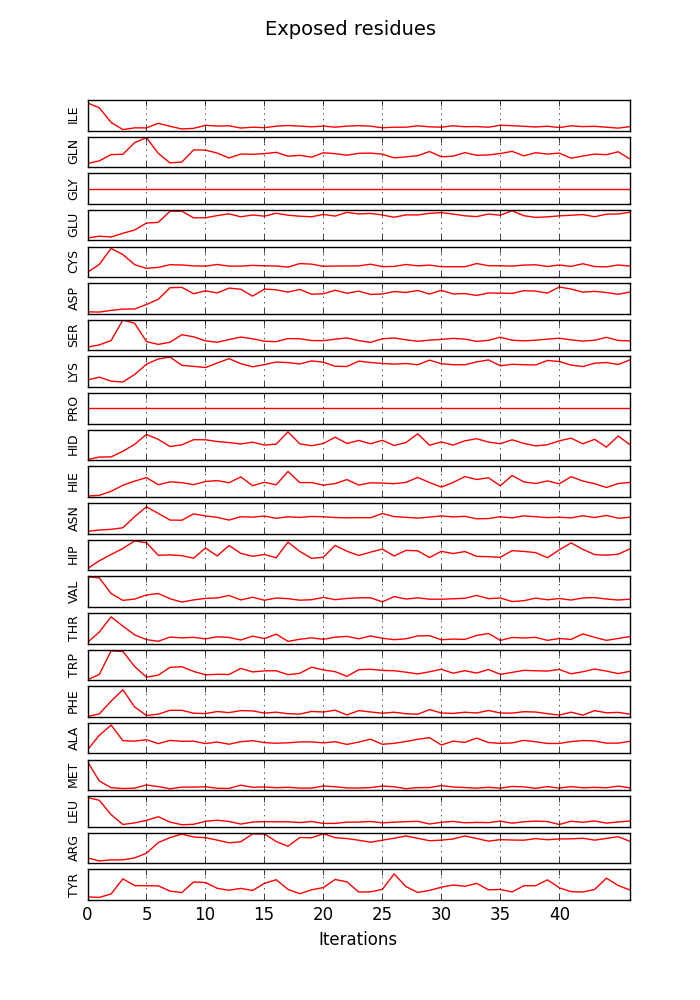 Exposed residues
ILE
GLN
GLY
GLU
CYS
ASP
SER
LYS
PRO
HID
HIE
ASN
HIP
VAL
THR
TRP
PHE
ALA
MET
LEU
ARG
TYR
0 5 10 15 20 25 30 35 40
Iterations